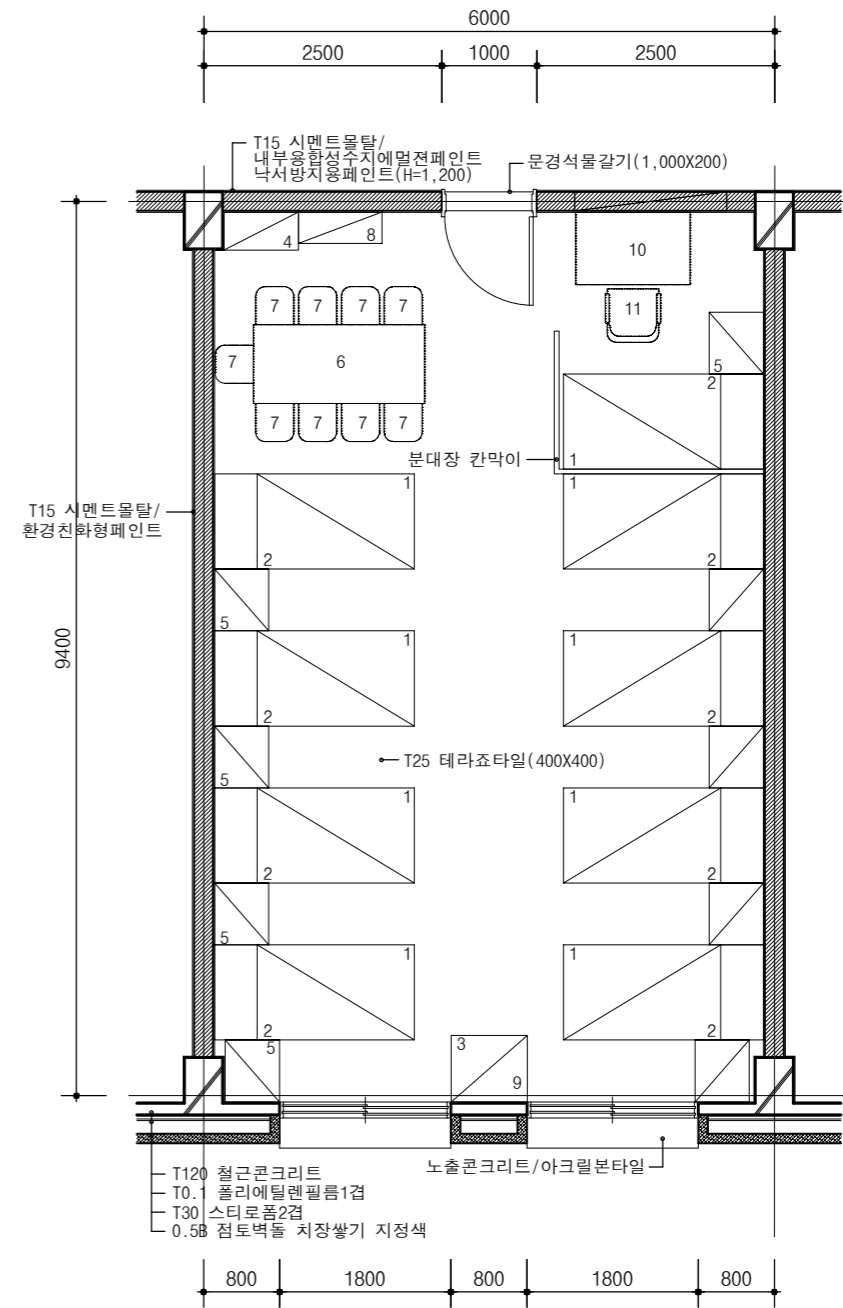 6000
2500 1000 2500
T15 시멘트몰탈/
내부용합성수지에멀젼페인트
낙서방지용페인트(H=1,200)
문경석물갈기(1,000X200)
4 8 10
7 7 7 7 11
7 6 5
2
7 7 7 7
분대장 칸막이 1
1 1
T15 시멘트몰탈/
환경친화형페인트
2 2
5
1 1
9400
2 2
T25 테라죠타일(400X400)
5
1 1
2 2
5
1 1
2 2
5 3
9
T120 철근콘크리트
T0.1 폴리에틸렌필름1겹
T30 스티로폼2겹
0.5B 점토벽돌 치장쌓기 지정색
노출콘크리트/아크릴본타일
800 1800 800 1800 800